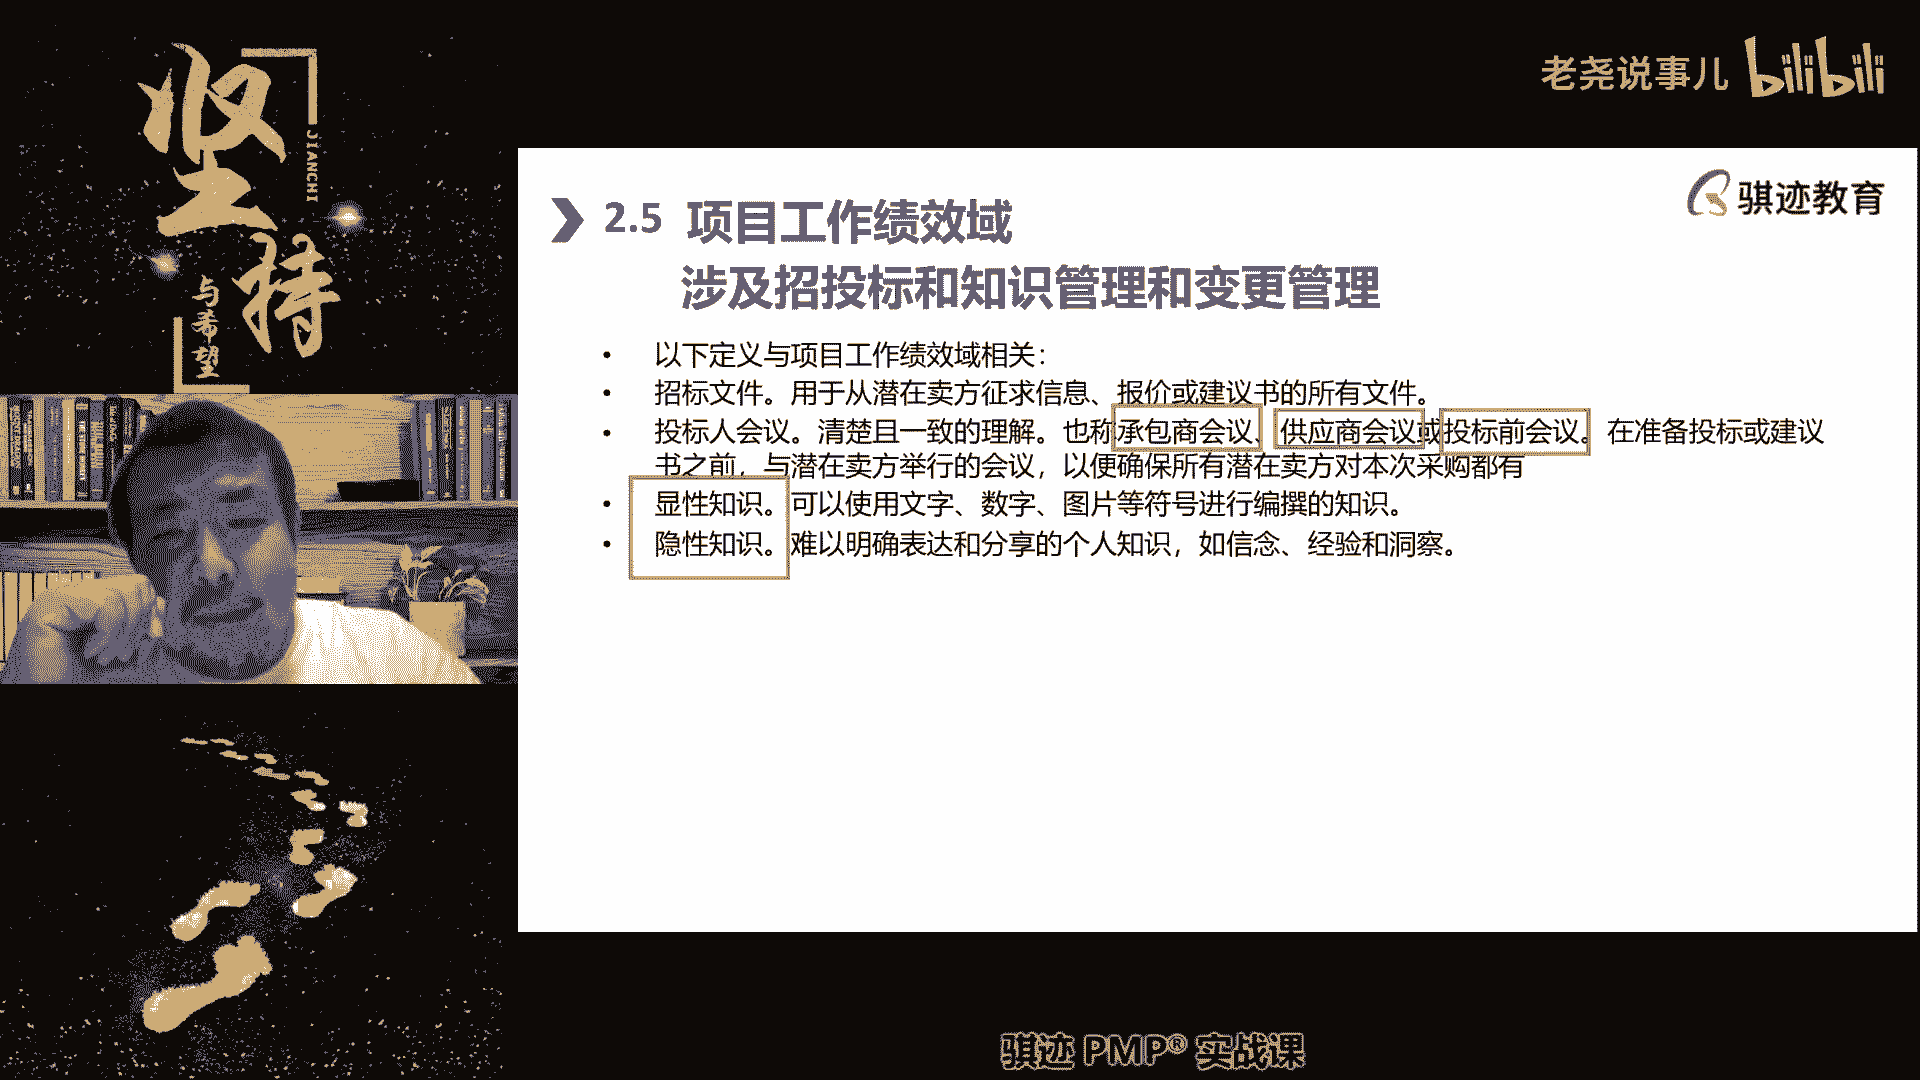 坚持
JIANCHI
与希望
老尧说事儿 bilibili
骐迹教育
2.5 项目工作绩效域
涉及招投标和知识管理和变更管理
• 以下定义与项目工作绩效域相关：
• 招标文件。用于从潜在卖方征求信息、报价或建议书的所有文件。
• 投标人会议。清楚且一致的理解。也称承包商会议、供应商会议或投标前会议。在准备投标或建议
书之前，与潜在卖方举行的会议，以便确保所有潜在卖方对本次采购都有
• 显性知识。可以使用文字、数字、图片等符号进行编撰的知识。
• 隐性知识。难以明确表达和分享的个人知识，如信念、经验和洞察。
骐迹 PMP® 实战课